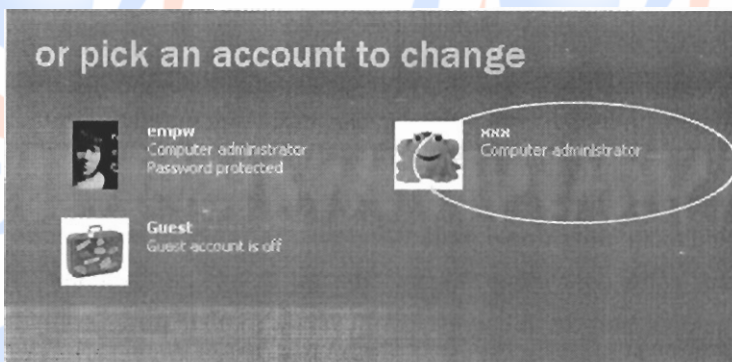 or pick an account to change
empw
Computer administrator
Password protected
xxx
Computer administrator
Guest
Guest account is off